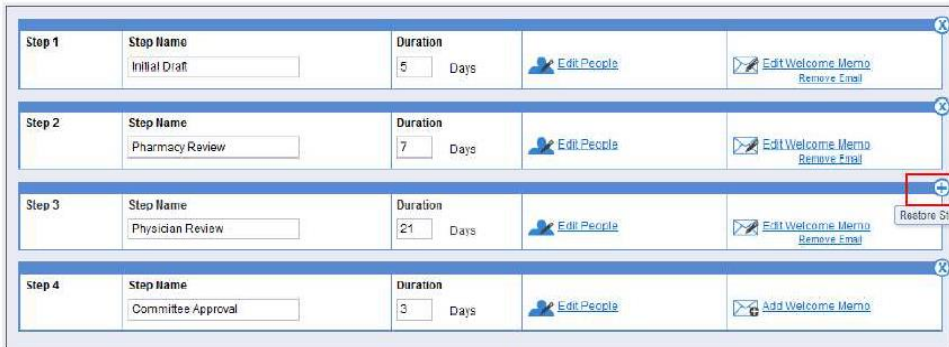 Step 1 Step Name Duration
Initial Draft 5 Days Edit People Edit Welcome Memo
Remove Email
Step 2 Step Name Duration
Pharmacy Review 7 Days Edit People Edit Welcome Memo
Remove Email
Step 3 Step Name Duration
Physician Review 21 Days Edit People Edit Welcome Memo
Remove Email
Restore St
Step 4 Step Name Duration
Committee Approval 3 Days Edit People Add Welcome Memo